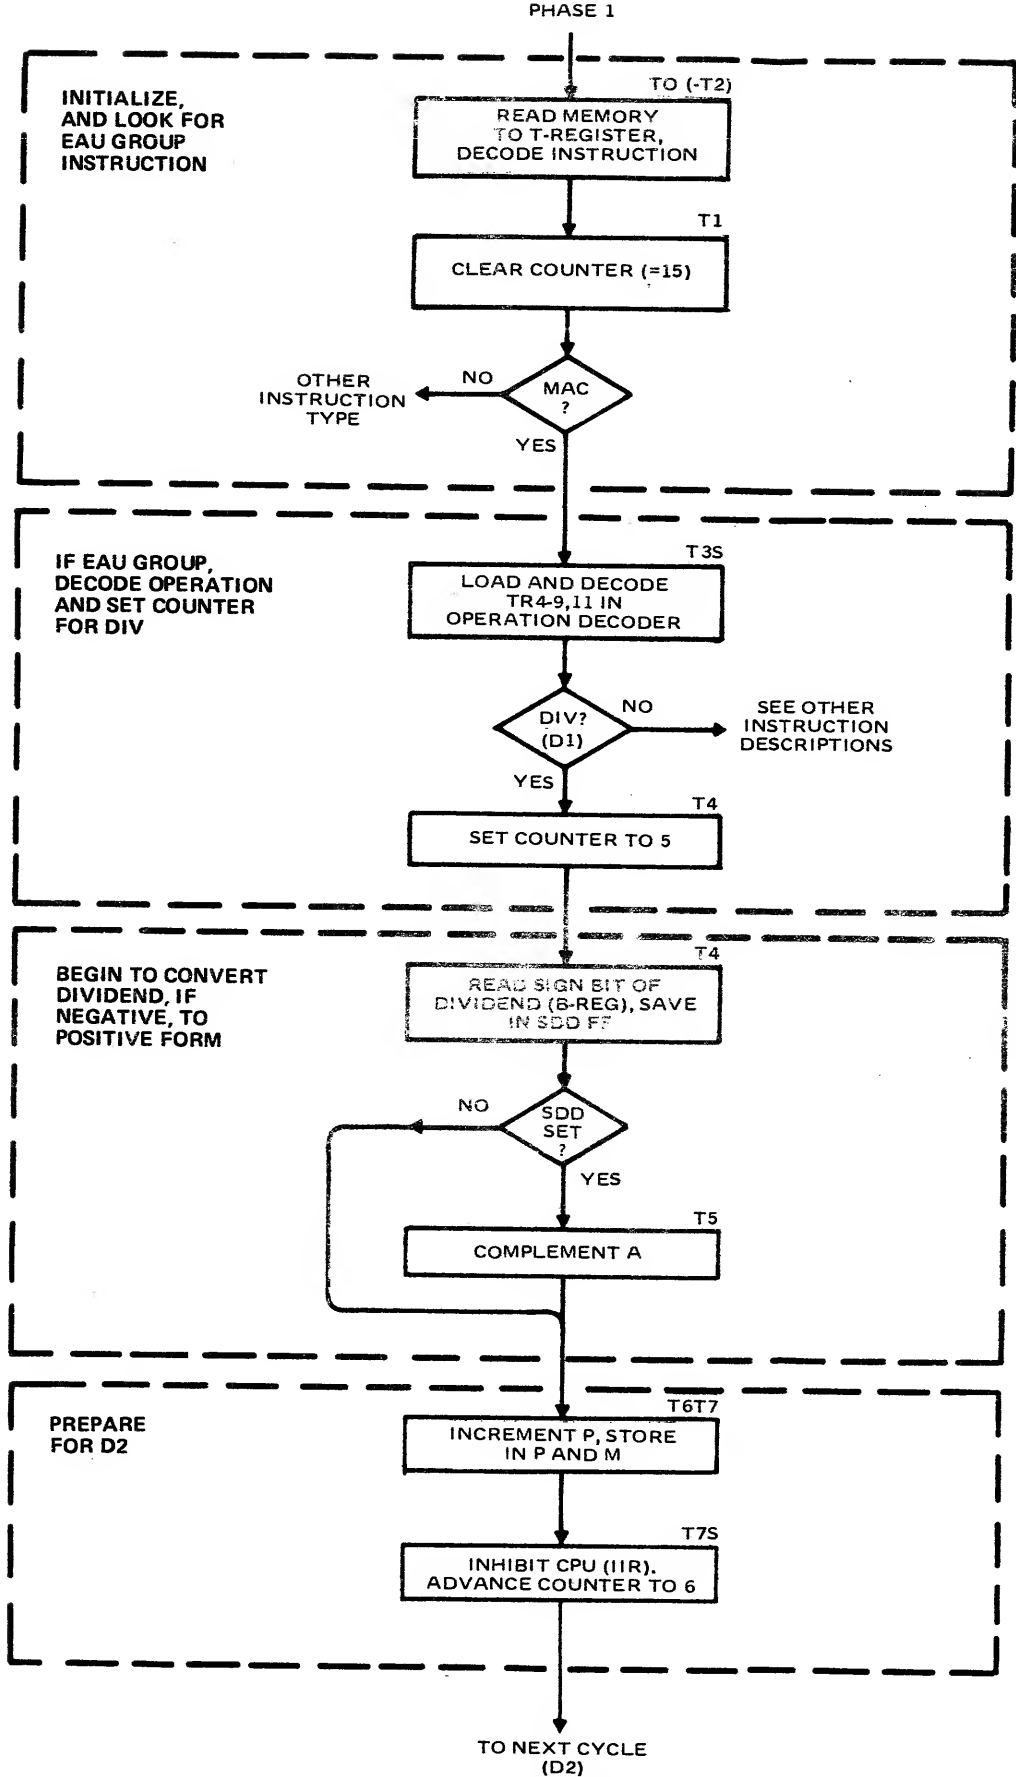 PHASE 1
INITIALIZE,
AND LOOK FOR
EAU GROUP
INSTRUCTION
TO (-T2)
READ MEMORY
TO T-REGISTER,
DECODE INSTRUCTION
T1
CLEAR COUNTER (=15)
MAC
?
NO
OTHER
INSTRUCTION
TYPE
YES
IF EAU GROUP,
DECODE OPERATION
AND SET COUNTER
FOR DIV
T3S
LOAD AND DECODE
TR4-9,11 IN
OPERATION DECODER
DIV?
(D1)
NO
SEE OTHER
INSTRUCTION
DESCRIPTIONS
YES
T4
SET COUNTER TO 5
BEGIN TO CONVERT
DIVIDEND, IF
NEGATIVE, TO
POSITIVE FORM
T4
READ SIGN BIT OF
DIVIDEND (B-REG), SAVE
IN SDD FF
NO
SDD
SET
?
YES
T5
COMPLEMENT A
PREPARE
FOR D2
T6T7
INCREMENT P, STORE
IN P AND M
T7S
INHIBIT CPU (IIR).
ADVANCE COUNTER TO 6
TO NEXT CYCLE
(D2)